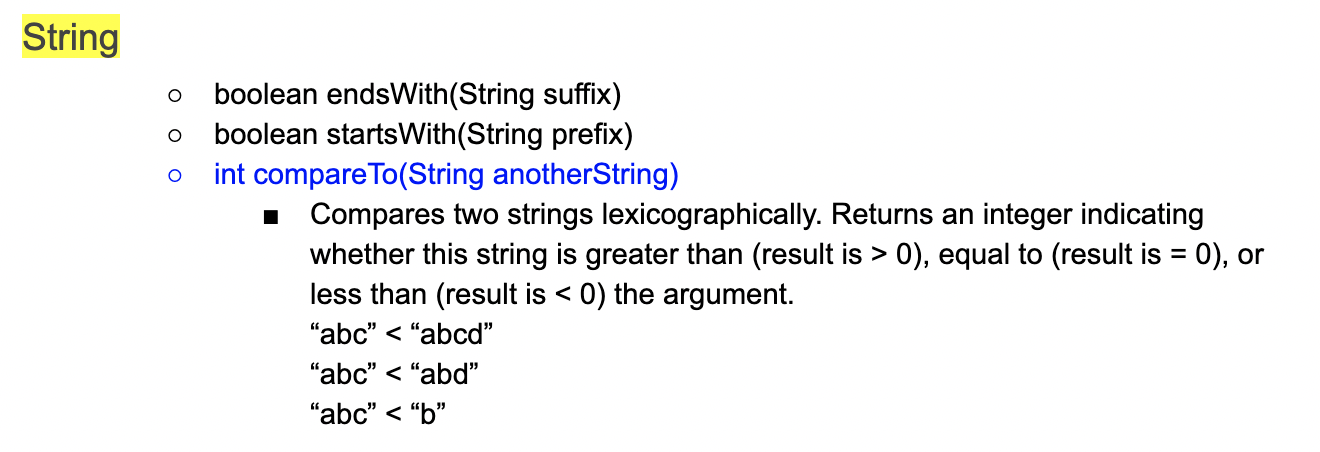 String
○ boolean endsWith(String suffix)
○ boolean startsWith(String prefix)
○ int compareTo(String anotherString)
■ Compares two strings lexicographically. Returns an integer indicating
whether this string is greater than (result is > 0), equal to (result is = 0), or
less than (result is < 0) the argument.
“abc” < “abcd”
“abc” < “abd”
“abc” < “b”